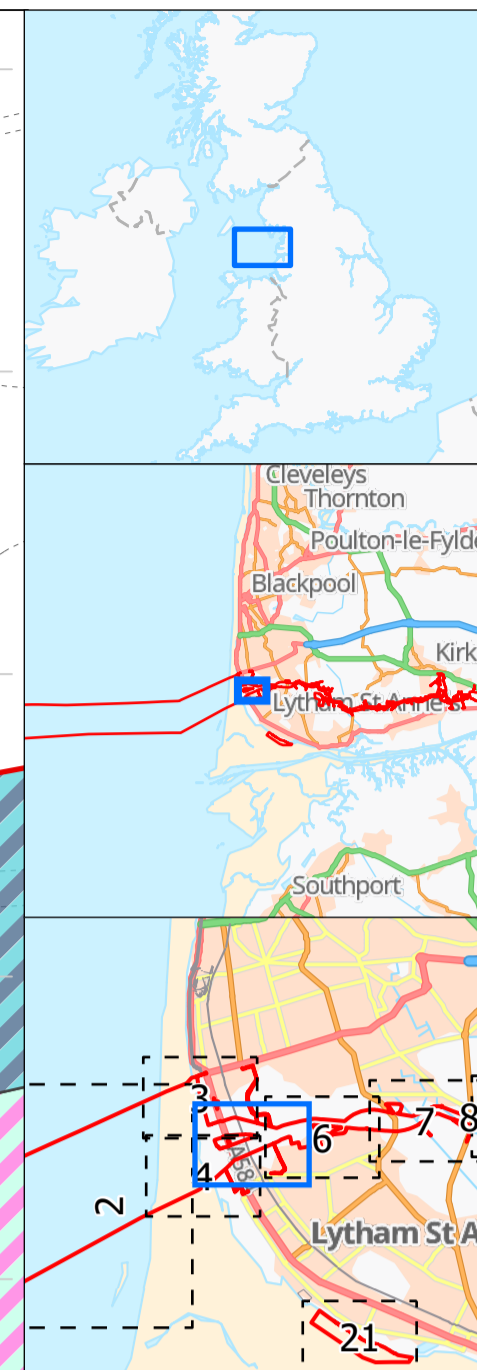 Cleveleys
Thornton
Poulton-le-Fylde
Blackpool
Kirk
Lytham St Anne's
Southport
3
8
7
6
A58
4
2
Lytham St A
21